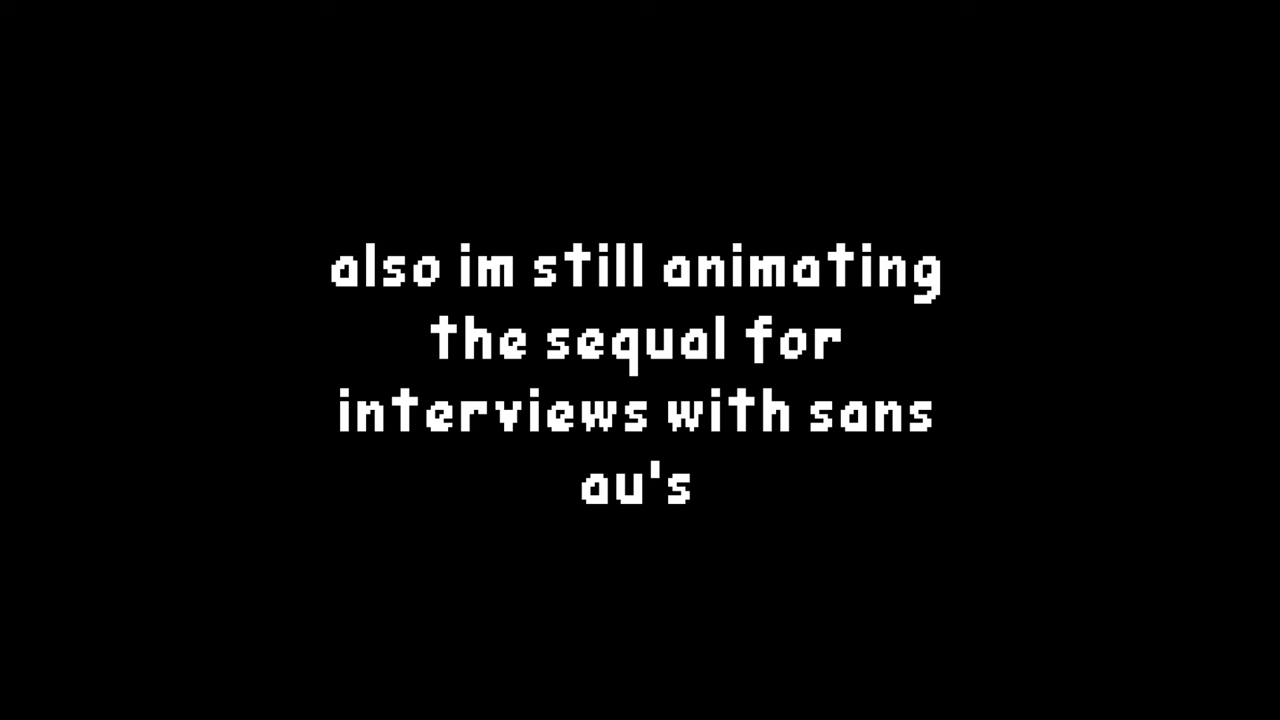 also im still animating
the sequal for
interviews with sans
au's